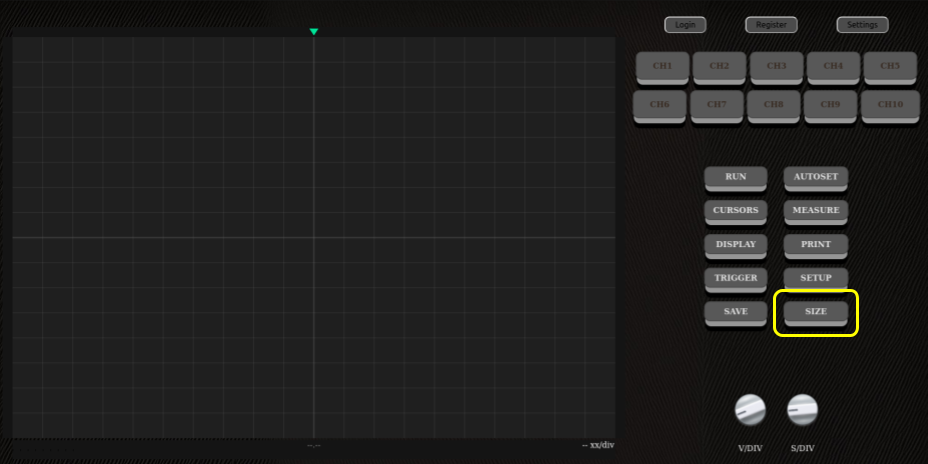 Login Register Settings
CH1 CH2 CH3 CH4 CH5
CH6 CH7 CH8 CH9 CH10
RUN AUTOSET
CURSORS MEASURE
DISPLAY PRINT
TRIGGER SETUP
SAVE SIZE
--.-- -- xx/div
V/DIV S/DIV